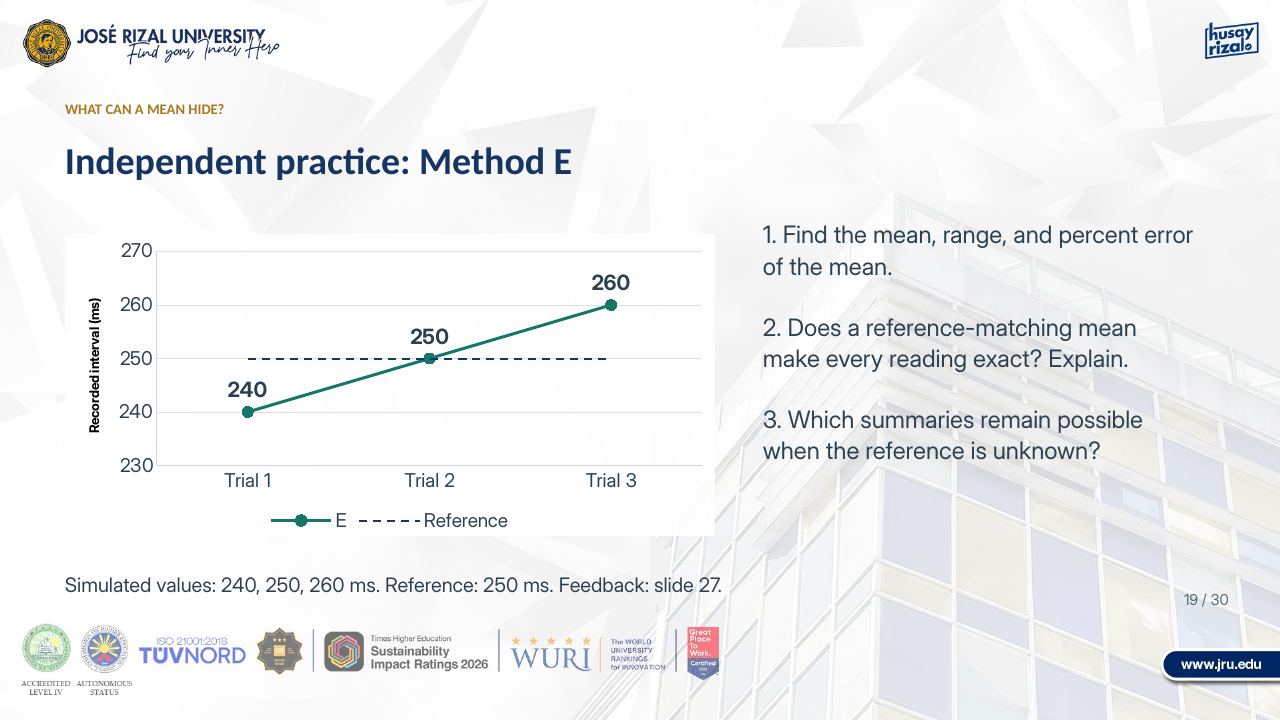 JOSÉ RIZAL UNIVERSITY
Find your Inner Hero
husay
rizal
WHAT CAN A MEAN HIDE?
Independent practice: Method E
Recorded interval (ms)
270
260
250
240
230
240
250
260
Trial 1 Trial 2 Trial 3
E Reference
1. Find the mean, range, and percent error
of the mean.
2. Does a reference-matching mean
make every reading exact? Explain.
3. Which summaries remain possible
when the reference is unknown?
Simulated values: 240, 250, 260 ms. Reference: 250 ms. Feedback: slide 27.
19 / 30
ACCREDITED
LEVEL IV
AUTONOMOUS
STATUS
ISO 21001:2018
TÜVNORD
Times Higher Education
Sustainability
Impact Ratings 2026
WURI
The WORLD
UNIVERSITY
RANKINGS
for INNOVATION
Great
Place
To
Work.
Certified
www.jru.edu